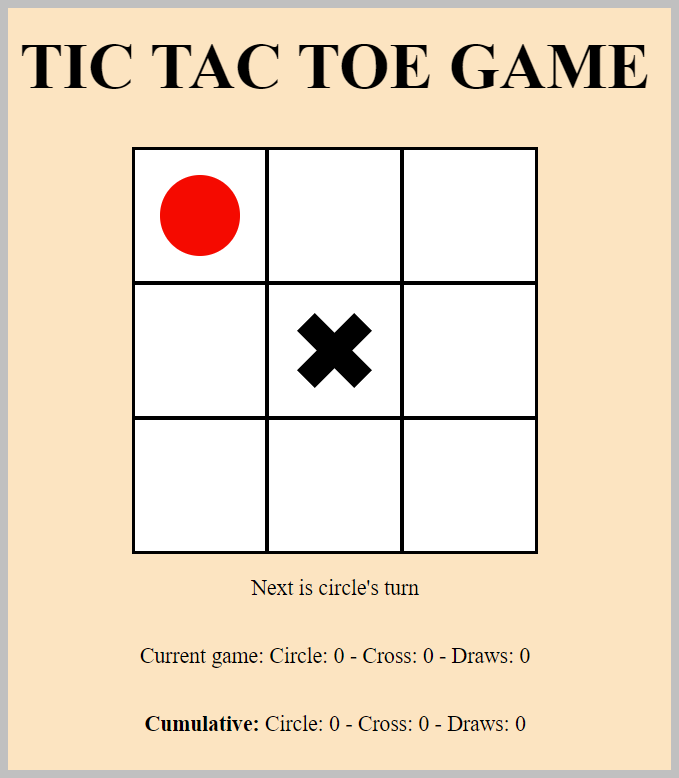 TIC TAC TOE GAME
Next is circle's turn
Current game: Circle: 0 - Cross: 0 - Draws: 0
Cumulative: Circle: 0 - Cross: 0 - Draws: 0